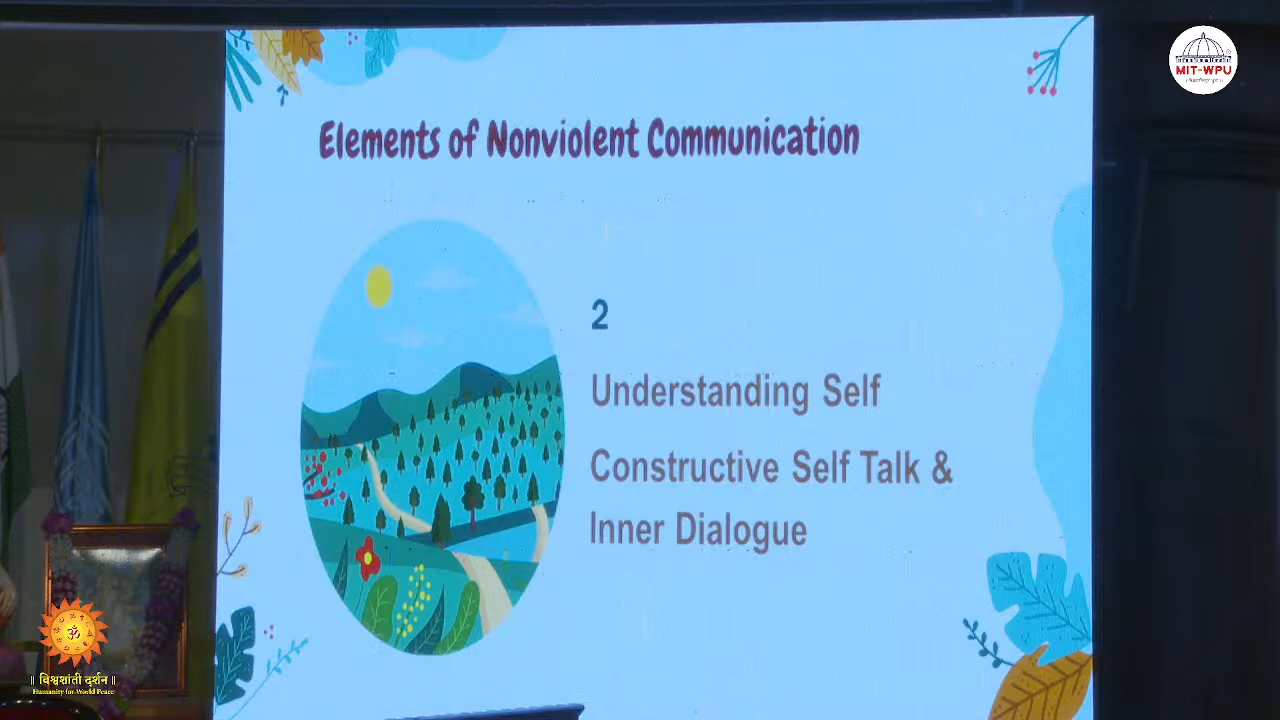 Elements of Nonviolent Communication
2
Understanding Self
Constructive Self Talk &
Inner Dialogue
MIT-WPU
॥ विश्वशांती दर्शन ॥
Humanity for World Peace